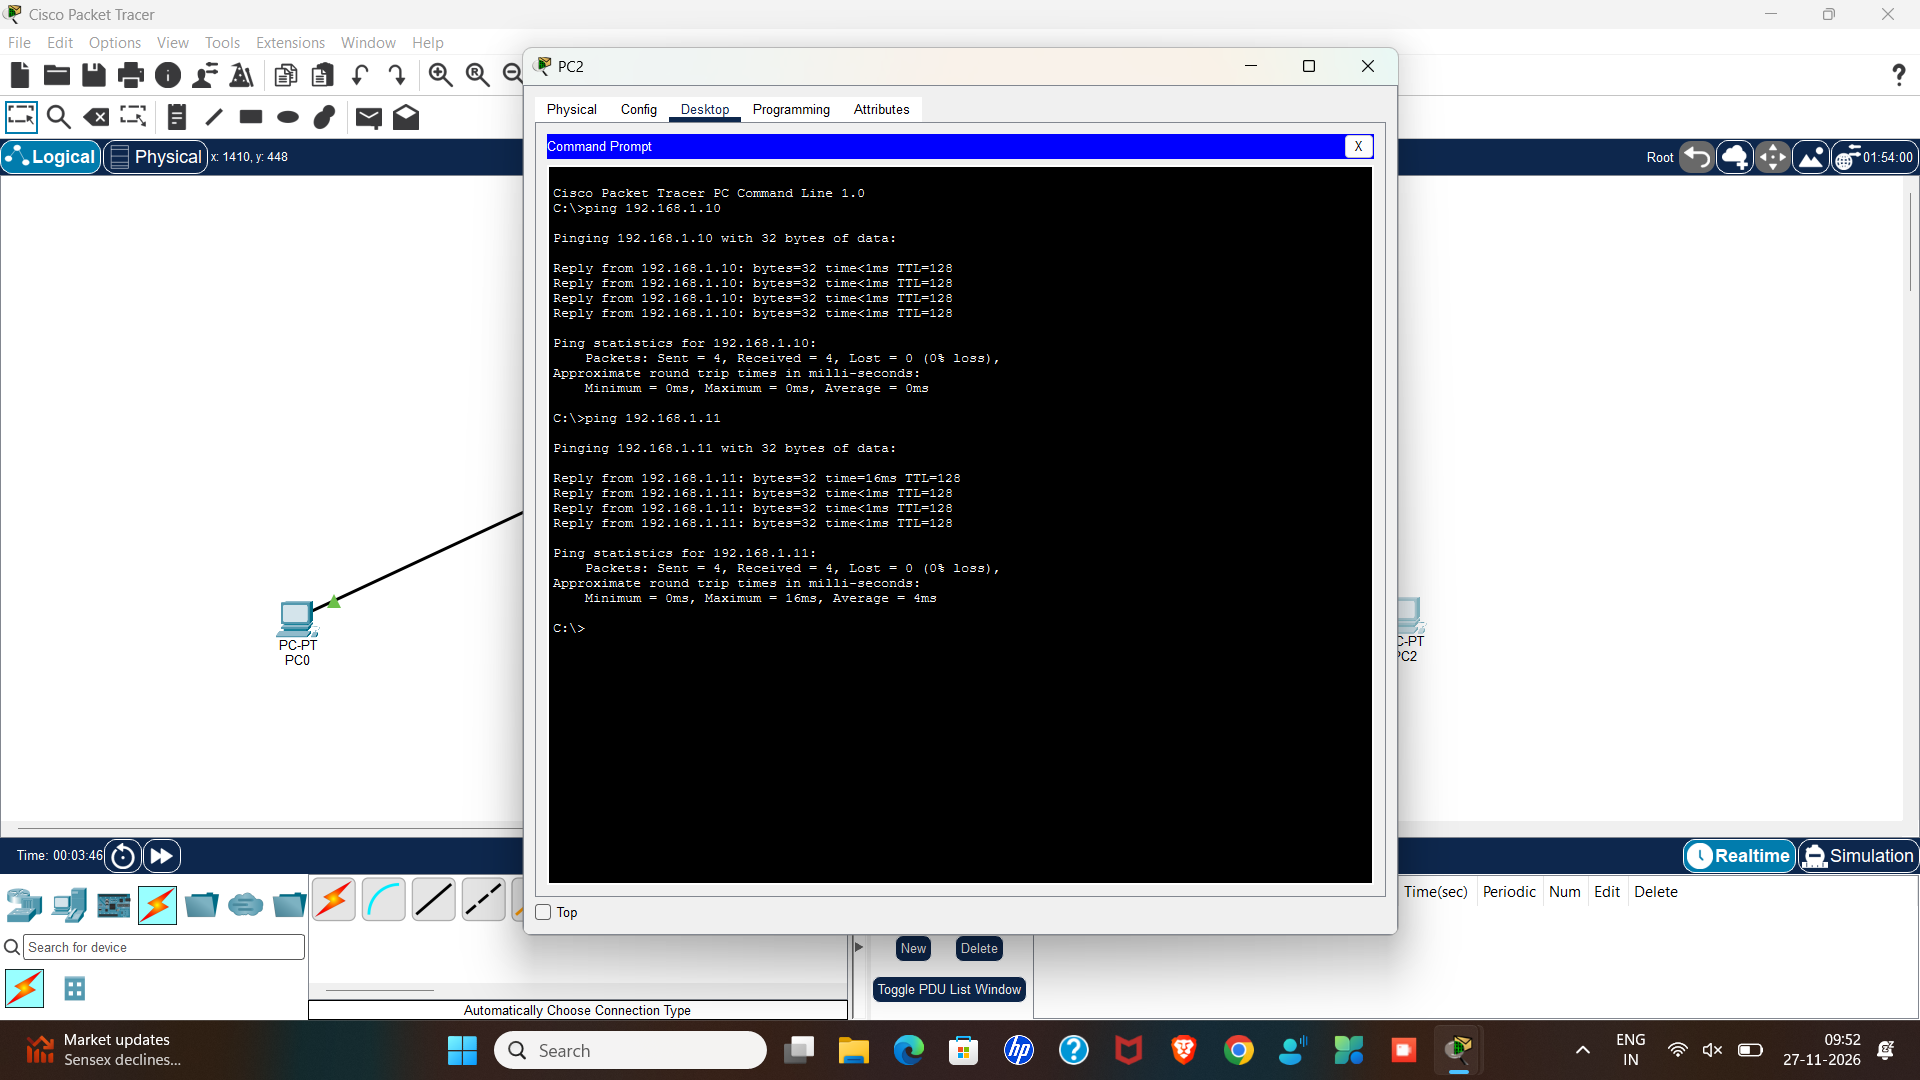 Cisco Packet Tracer
File Edit Options View Tools Extensions Window Help
PC2
Physical Config Desktop Programming Attributes
Logical Physical x: 1410, y: 448
Root 01:54:00
Command Prompt X
Cisco Packet Tracer PC Command Line 1.0
C:\>ping 192.168.1.10
Pinging 192.168.1.10 with 32 bytes of data:
Reply from 192.168.1.10: bytes=32 time<1ms TTL=128
Reply from 192.168.1.10: bytes=32 time<1ms TTL=128
Reply from 192.168.1.10: bytes=32 time<1ms TTL=128
Reply from 192.168.1.10: bytes=32 time<1ms TTL=128
Ping statistics for 192.168.1.10:
Packets: Sent = 4, Received = 4, Lost = 0 (0% loss),
Approximate round trip times in milli-seconds:
Minimum = 0ms, Maximum = 0ms, Average = 0ms
C:\>ping 192.168.1.11
Pinging 192.168.1.11 with 32 bytes of data:
Reply from 192.168.1.11: bytes=32 time=16ms TTL=128
Reply from 192.168.1.11: bytes=32 time<1ms TTL=128
Reply from 192.168.1.11: bytes=32 time<1ms TTL=128
Reply from 192.168.1.11: bytes=32 time<1ms TTL=128
Ping statistics for 192.168.1.11:
Packets: Sent = 4, Received = 4, Lost = 0 (0% loss),
Approximate round trip times in milli-seconds:
Minimum = 0ms, Maximum = 16ms, Average = 4ms
C:\>
PC-PT
PC0
C-PT
PC2
Top
Time: 00:03:46
Realtime Simulation
Time(sec) Periodic Num Edit Delete
Search for device
New Delete
Toggle PDU List Window
Automatically Choose Connection Type
Market updates
Sensex declines...
Search
hp
ENG
IN
09:52
27-11-2026